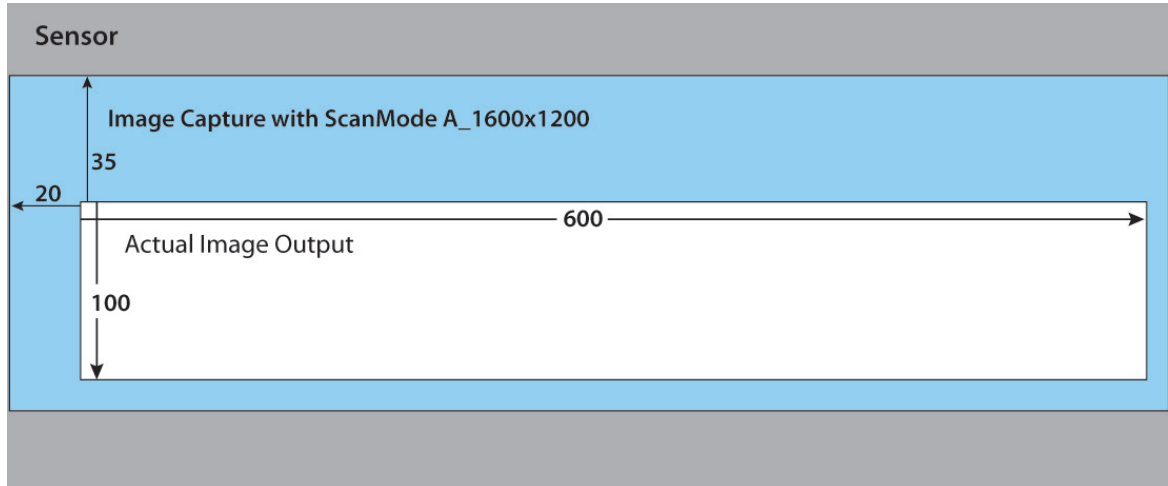 Sensor
Image Capture with ScanMode A_1600x1200
35
20
600
Actual Image Output
100